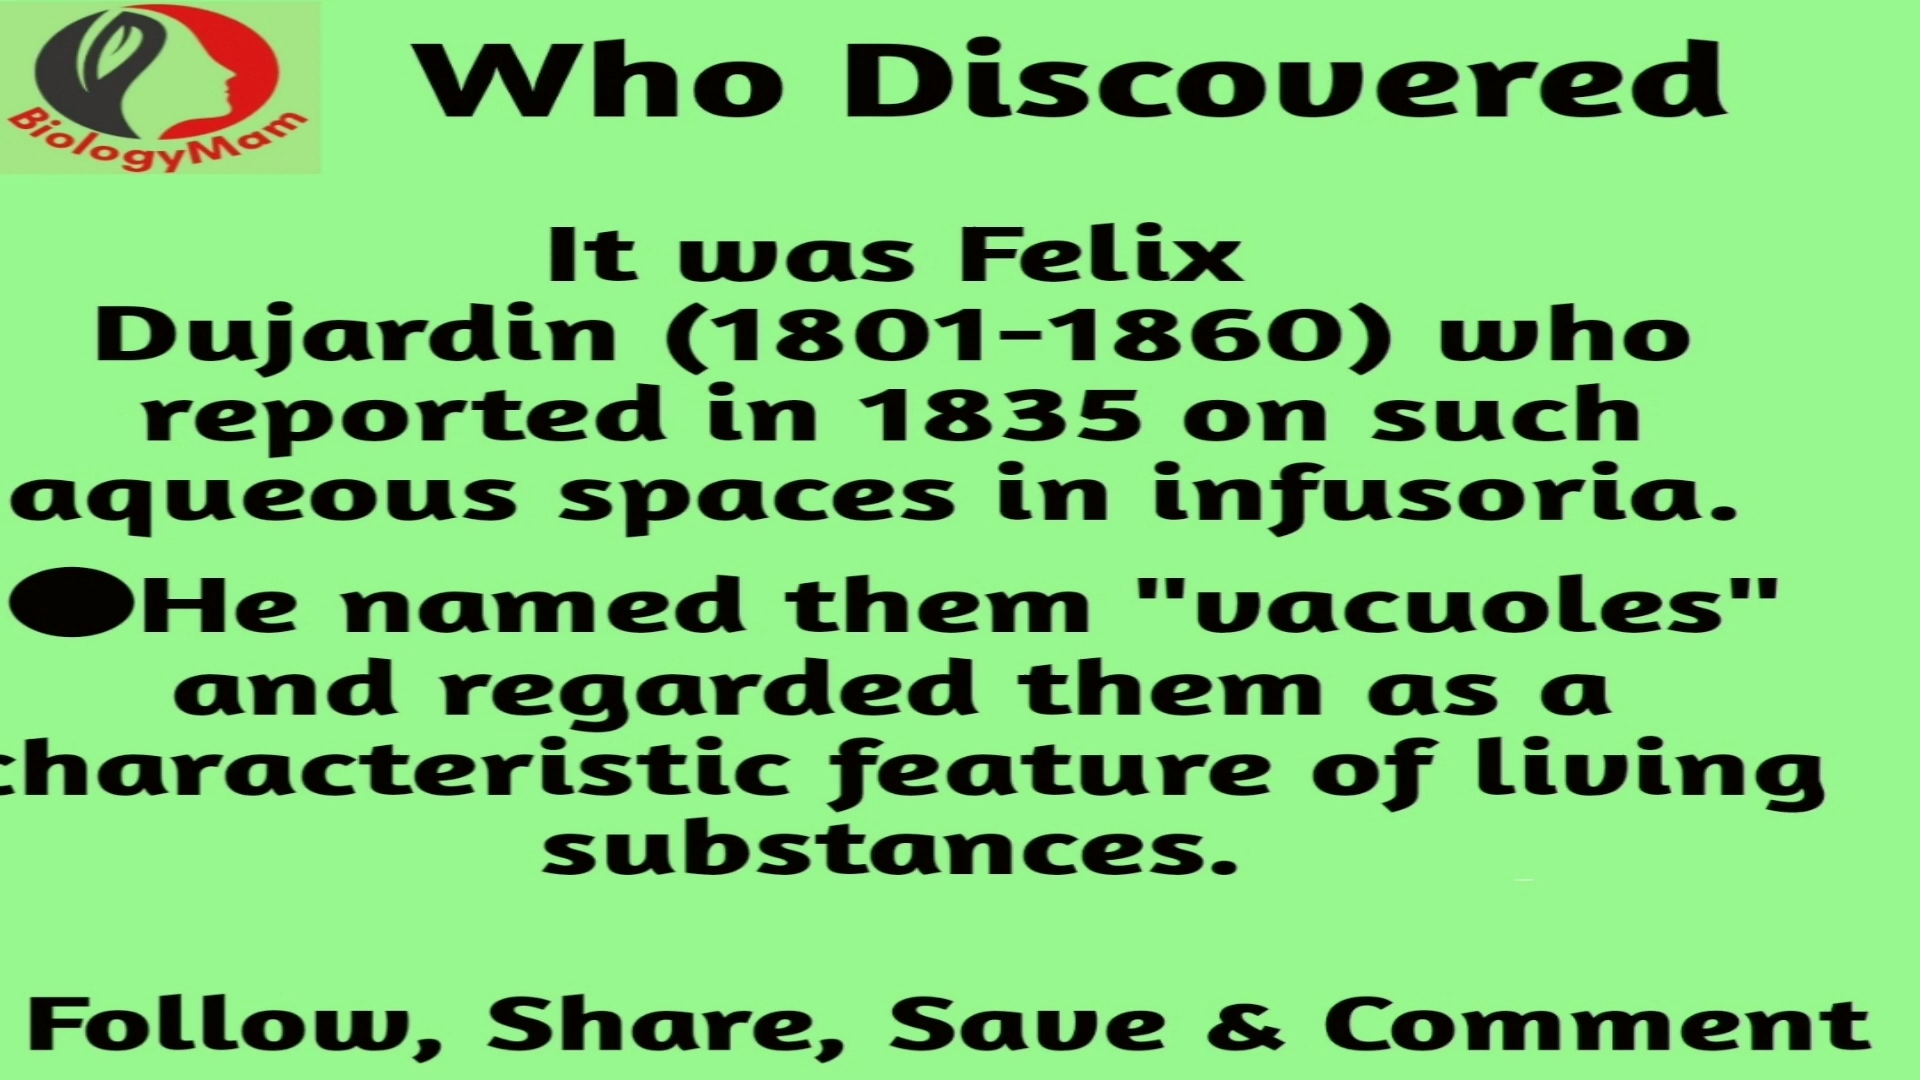 BiologyMam
Who Discovered
It was Felix
Dujardin (1801-1860) who
reported in 1835 on such
aqueous spaces in infusoria.
●He named them "vacuoles"
and regarded them as a
characteristic feature of living
substances.
Follow, Share, Save & Comment